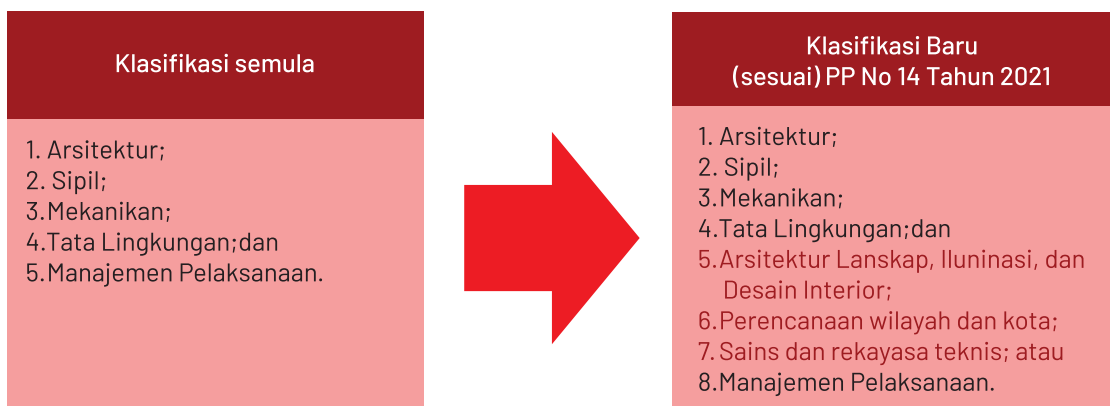 Klasifikasi semula
1. Arsitektur;
2. Sipil;
3.Mekanikan;
4.Tata Lingkungan;dan
5.Manajemen Pelaksanaan.
Klasifikasi Baru
(sesuai) PP No 14 Tahun 2021
1. Arsitektur;
2. Sipil;
3.Mekanikan;
4.Tata Lingkungan;dan
5.Arsitektur Lanskap, Iluninasi, dan
Desain Interior;
6.Perencanaan wilayah dan kota;
7. Sains dan rekayasa teknis; atau
8.Manajemen Pelaksanaan.